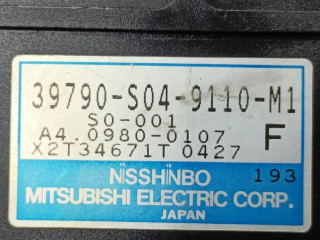 39790-S04-9110-M1
S0-001
A4.0980-0107 F
X2T34671T 0427
NISSHINBO 193
MITSUBISHI ELECTRIC CORP.
JAPAN